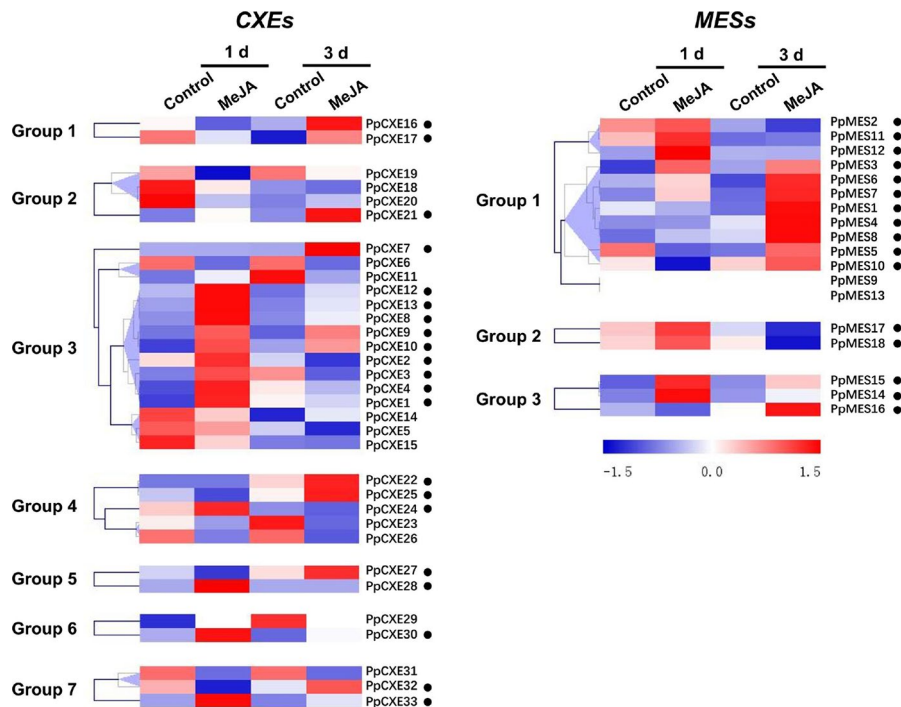 CXEs
1 d
3 d
Control
MeJA
Control
MeJA
Group 1
PpCXE16
PpCXE17
Group 2
PpCXE19
PpCXE18
PpCXE20
PpCXE21
Group 3
PpCXE7
PpCXE6
PpCXE11
PpCXE12
PpCXE13
PpCXE8
PpCXE9
PpCXE10
PpCXE2
PpCXE3
PpCXE4
PpCXE1
PpCXE14
PpCXE5
PpCXE15
Group 4
PpCXE22
PpCXE25
PpCXE24
PpCXE23
PpCXE26
Group 5
PpCXE27
PpCXE28
Group 6
PpCXE29
PpCXE30
Group 7
PpCXE31
PpCXE32
PpCXE33
MESs
1 d
3 d
Control
MeJA
Control
MeJA
Group 1
PpMES2
PpMES11
PpMES12
PpMES3
PpMES6
PpMES7
PpMES1
PpMES4
PpMES8
PpMES5
PpMES10
PpMES9
PpMES13
Group 2
PpMES17
PpMES18
Group 3
PpMES15
PpMES14
PpMES16
-1.5 0.0 1.5